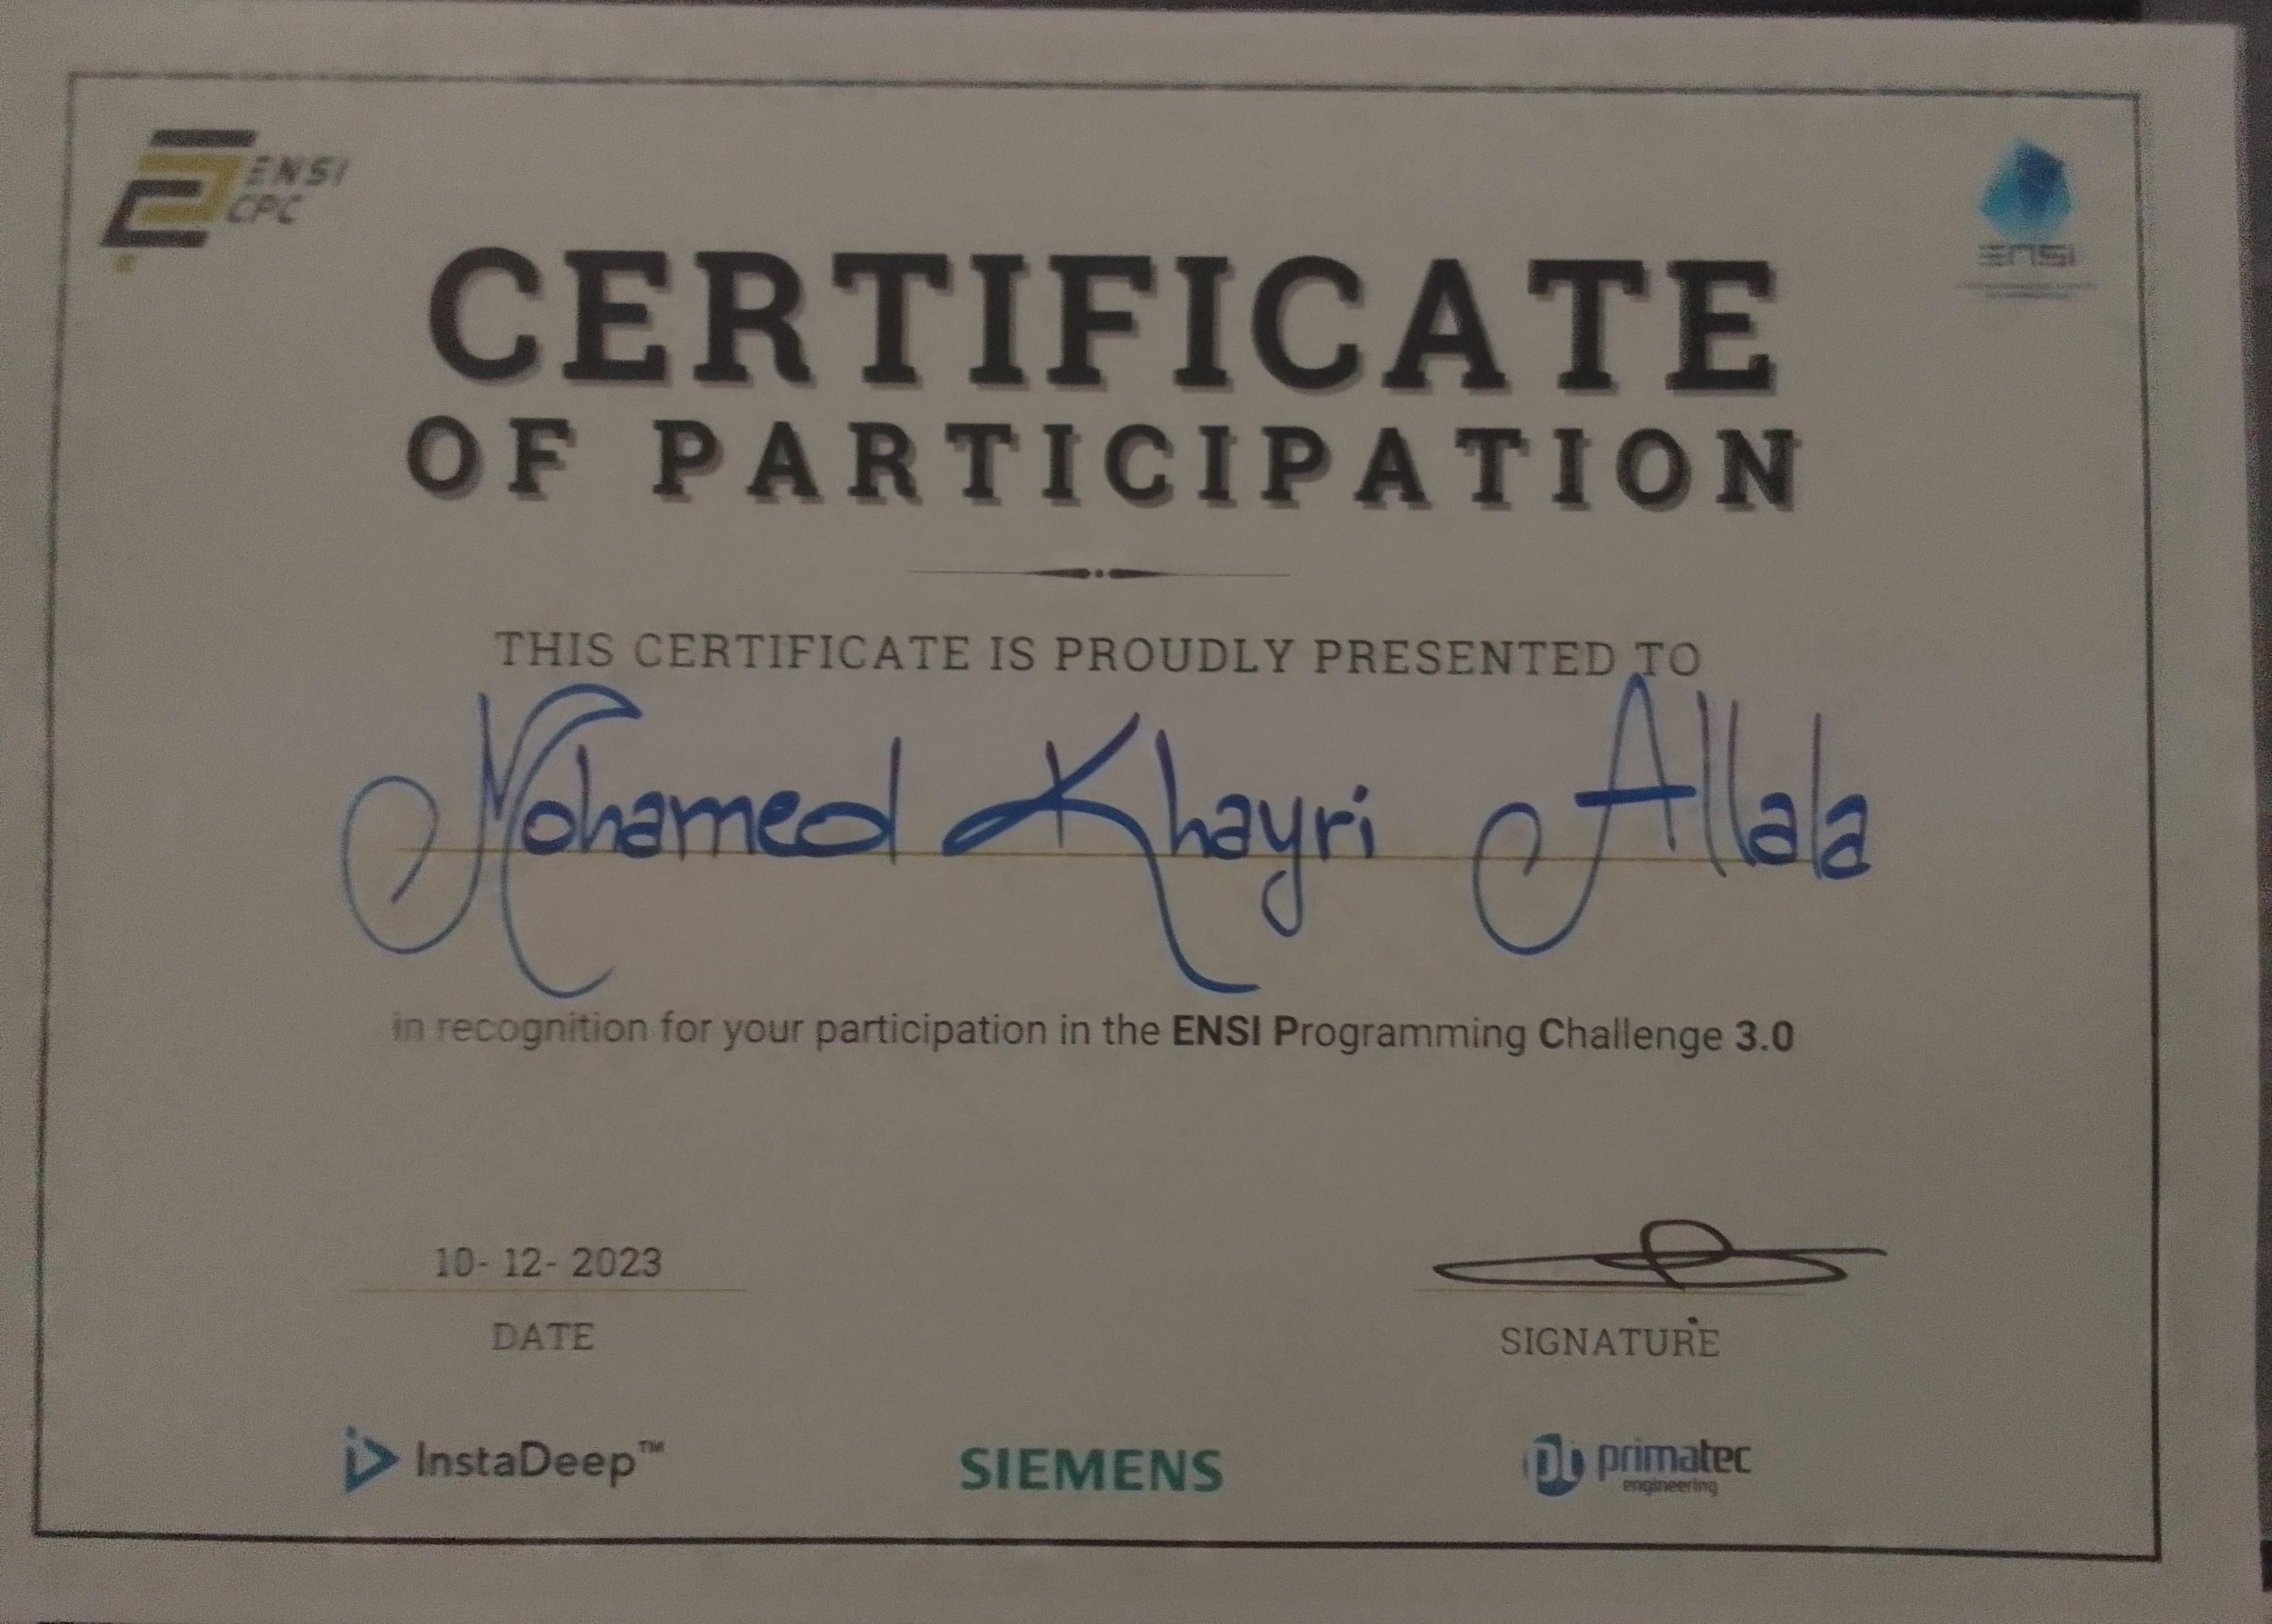 ENSI
CPC
ENSI
CERTIFICATE
OF PARTICIPATION
THIS CERTIFICATE IS PROUDLY PRESENTED TO
Mohamed Khayri Allala
in recognition for your participation in the ENSI Programming Challenge 3.0
10- 12- 2023
DATE
SIGNATURE
InstaDeep™
SIEMENS
primatec
engineering